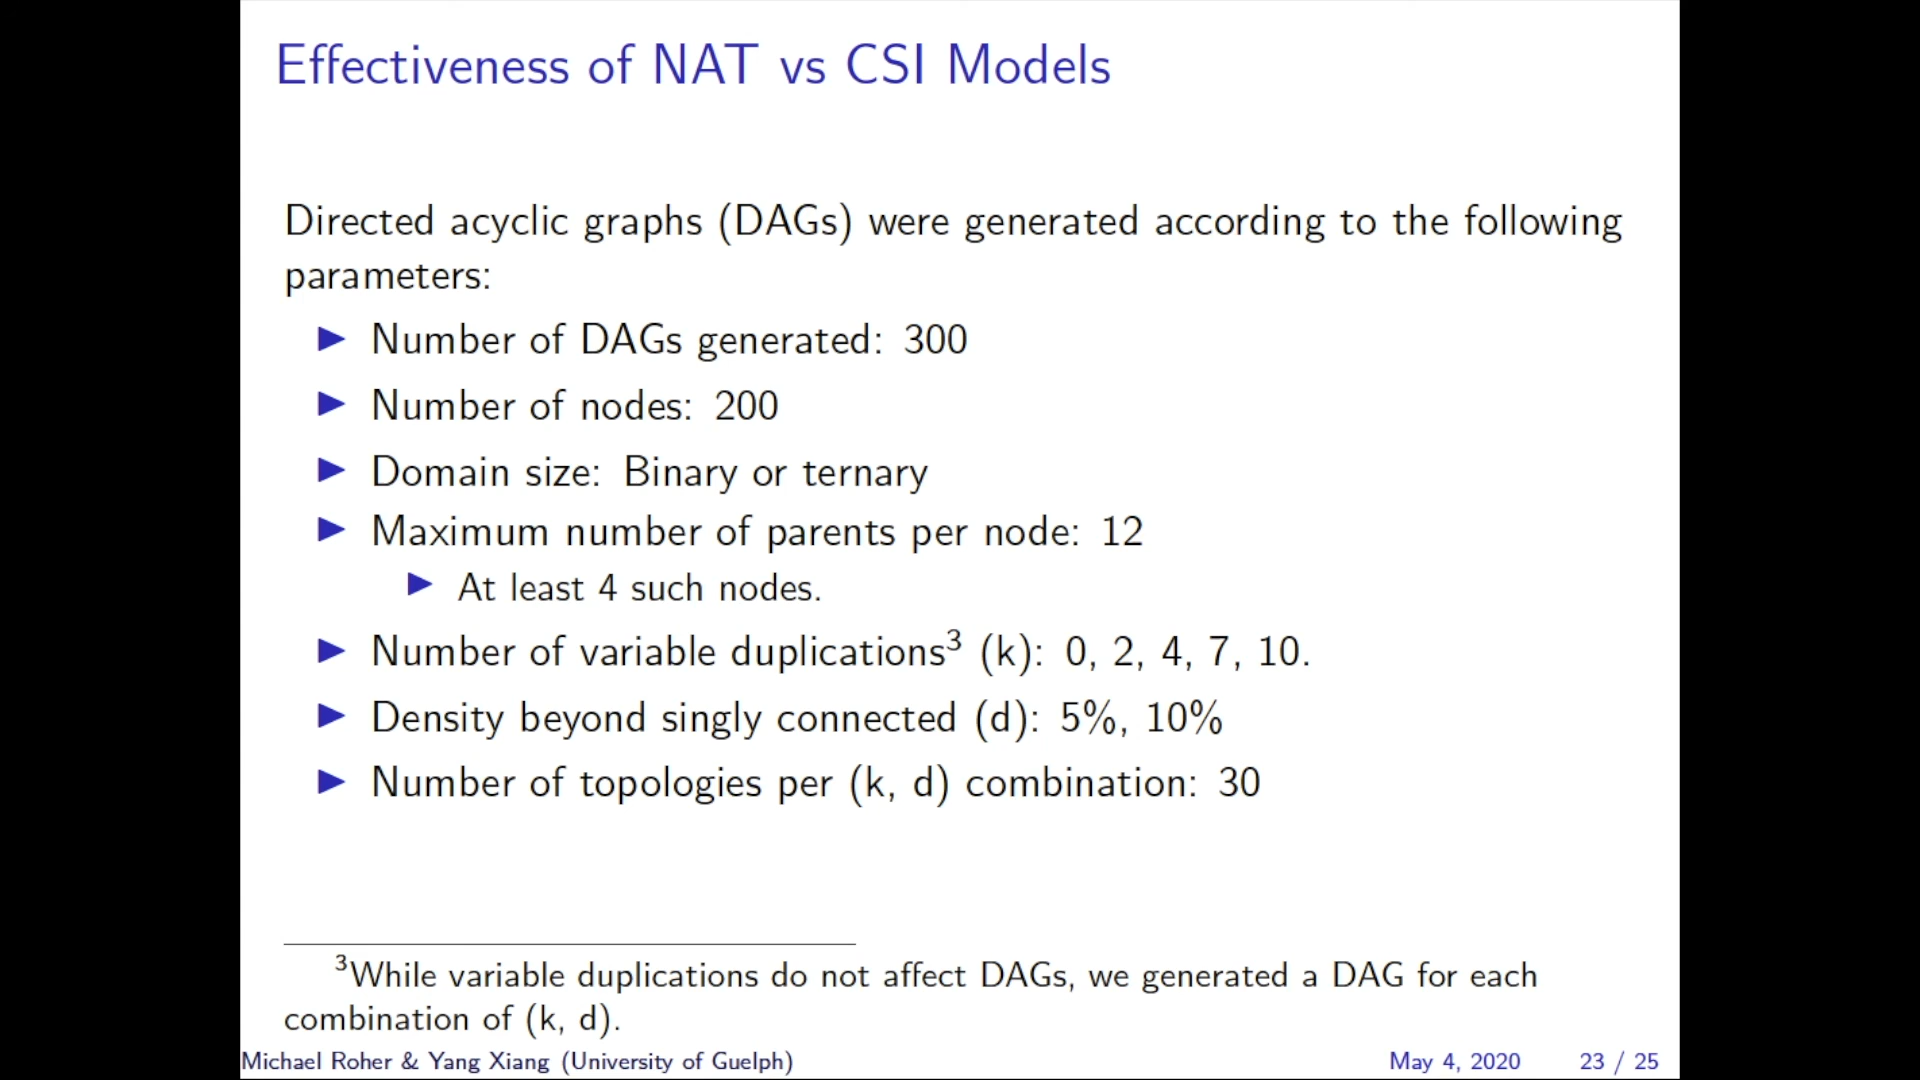 Effectiveness of NAT vs CSI Models
Directed acyclic graphs (DAGs) were generated according to the following
parameters:
Number of DAGs generated: 300
Number of nodes: 200
Domain size: Binary or ternary
Maximum number of parents per node: 12
At least 4 such nodes.
Number of variable duplications³ (k): 0, 2, 4, 7, 10.
Density beyond singly connected (d): 5%, 10%
Number of topologies per (k, d) combination: 30
³While variable duplications do not affect DAGs, we generated a DAG for each
combination of (k, d).
Michael Roher & Yang Xiang (University of Guelph) May 4, 2020 23 / 25